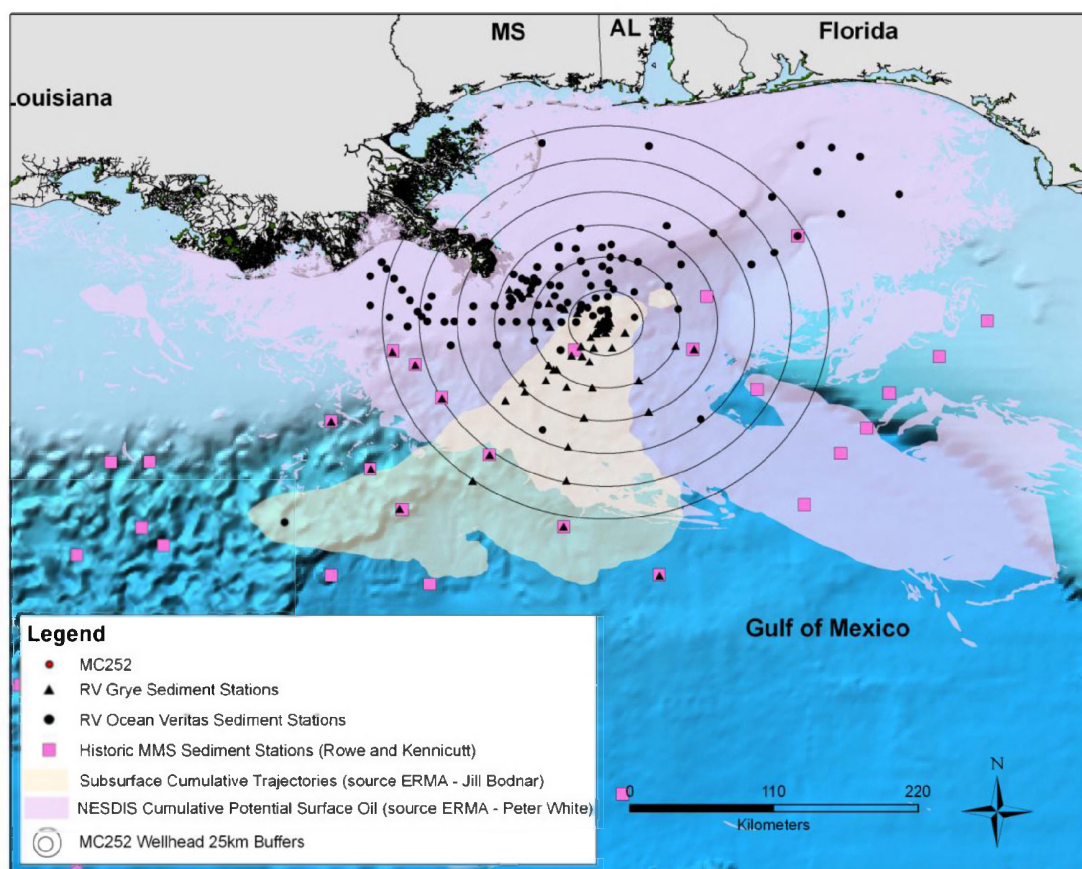 MS
AL
Florida
Louisiana
Gulf of Mexico
Legend
MC252
RV Grye Sediment Stations
RV Ocean Veritas Sediment Stations
Historic MMS Sediment Stations (Rowe and Kennicutt)
Subsurface Cumulative Trajectories (source ERMA - Jill Bodnar)
NESDIS Cumulative Potential Surface Oil (source ERMA - Peter White)
MC252 Wellhead 25km Buffers
0 110 220
Kilometers
N